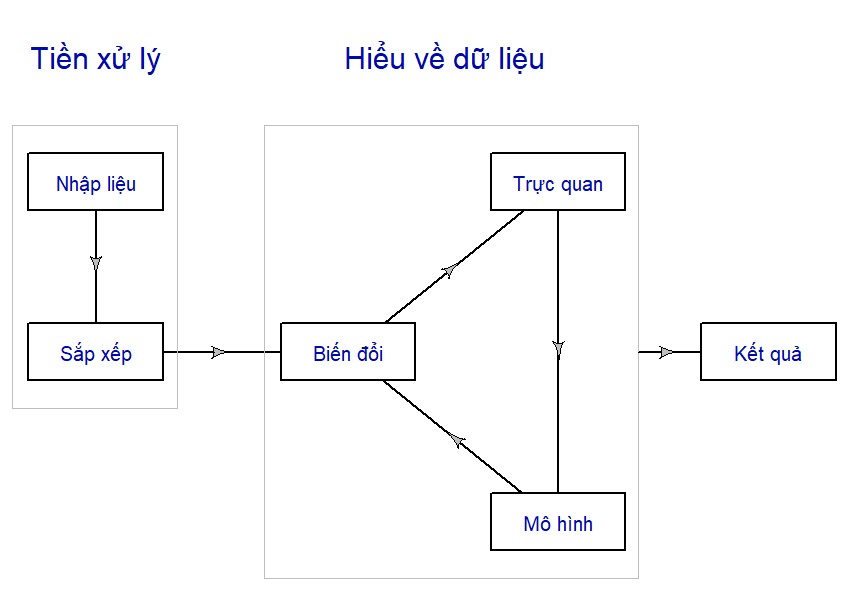 Tiền xử lý
Hiểu về dữ liệu
Nhập liệu
Trực quan
Sắp xếp
Biến đổi
Kết quả
Mô hình